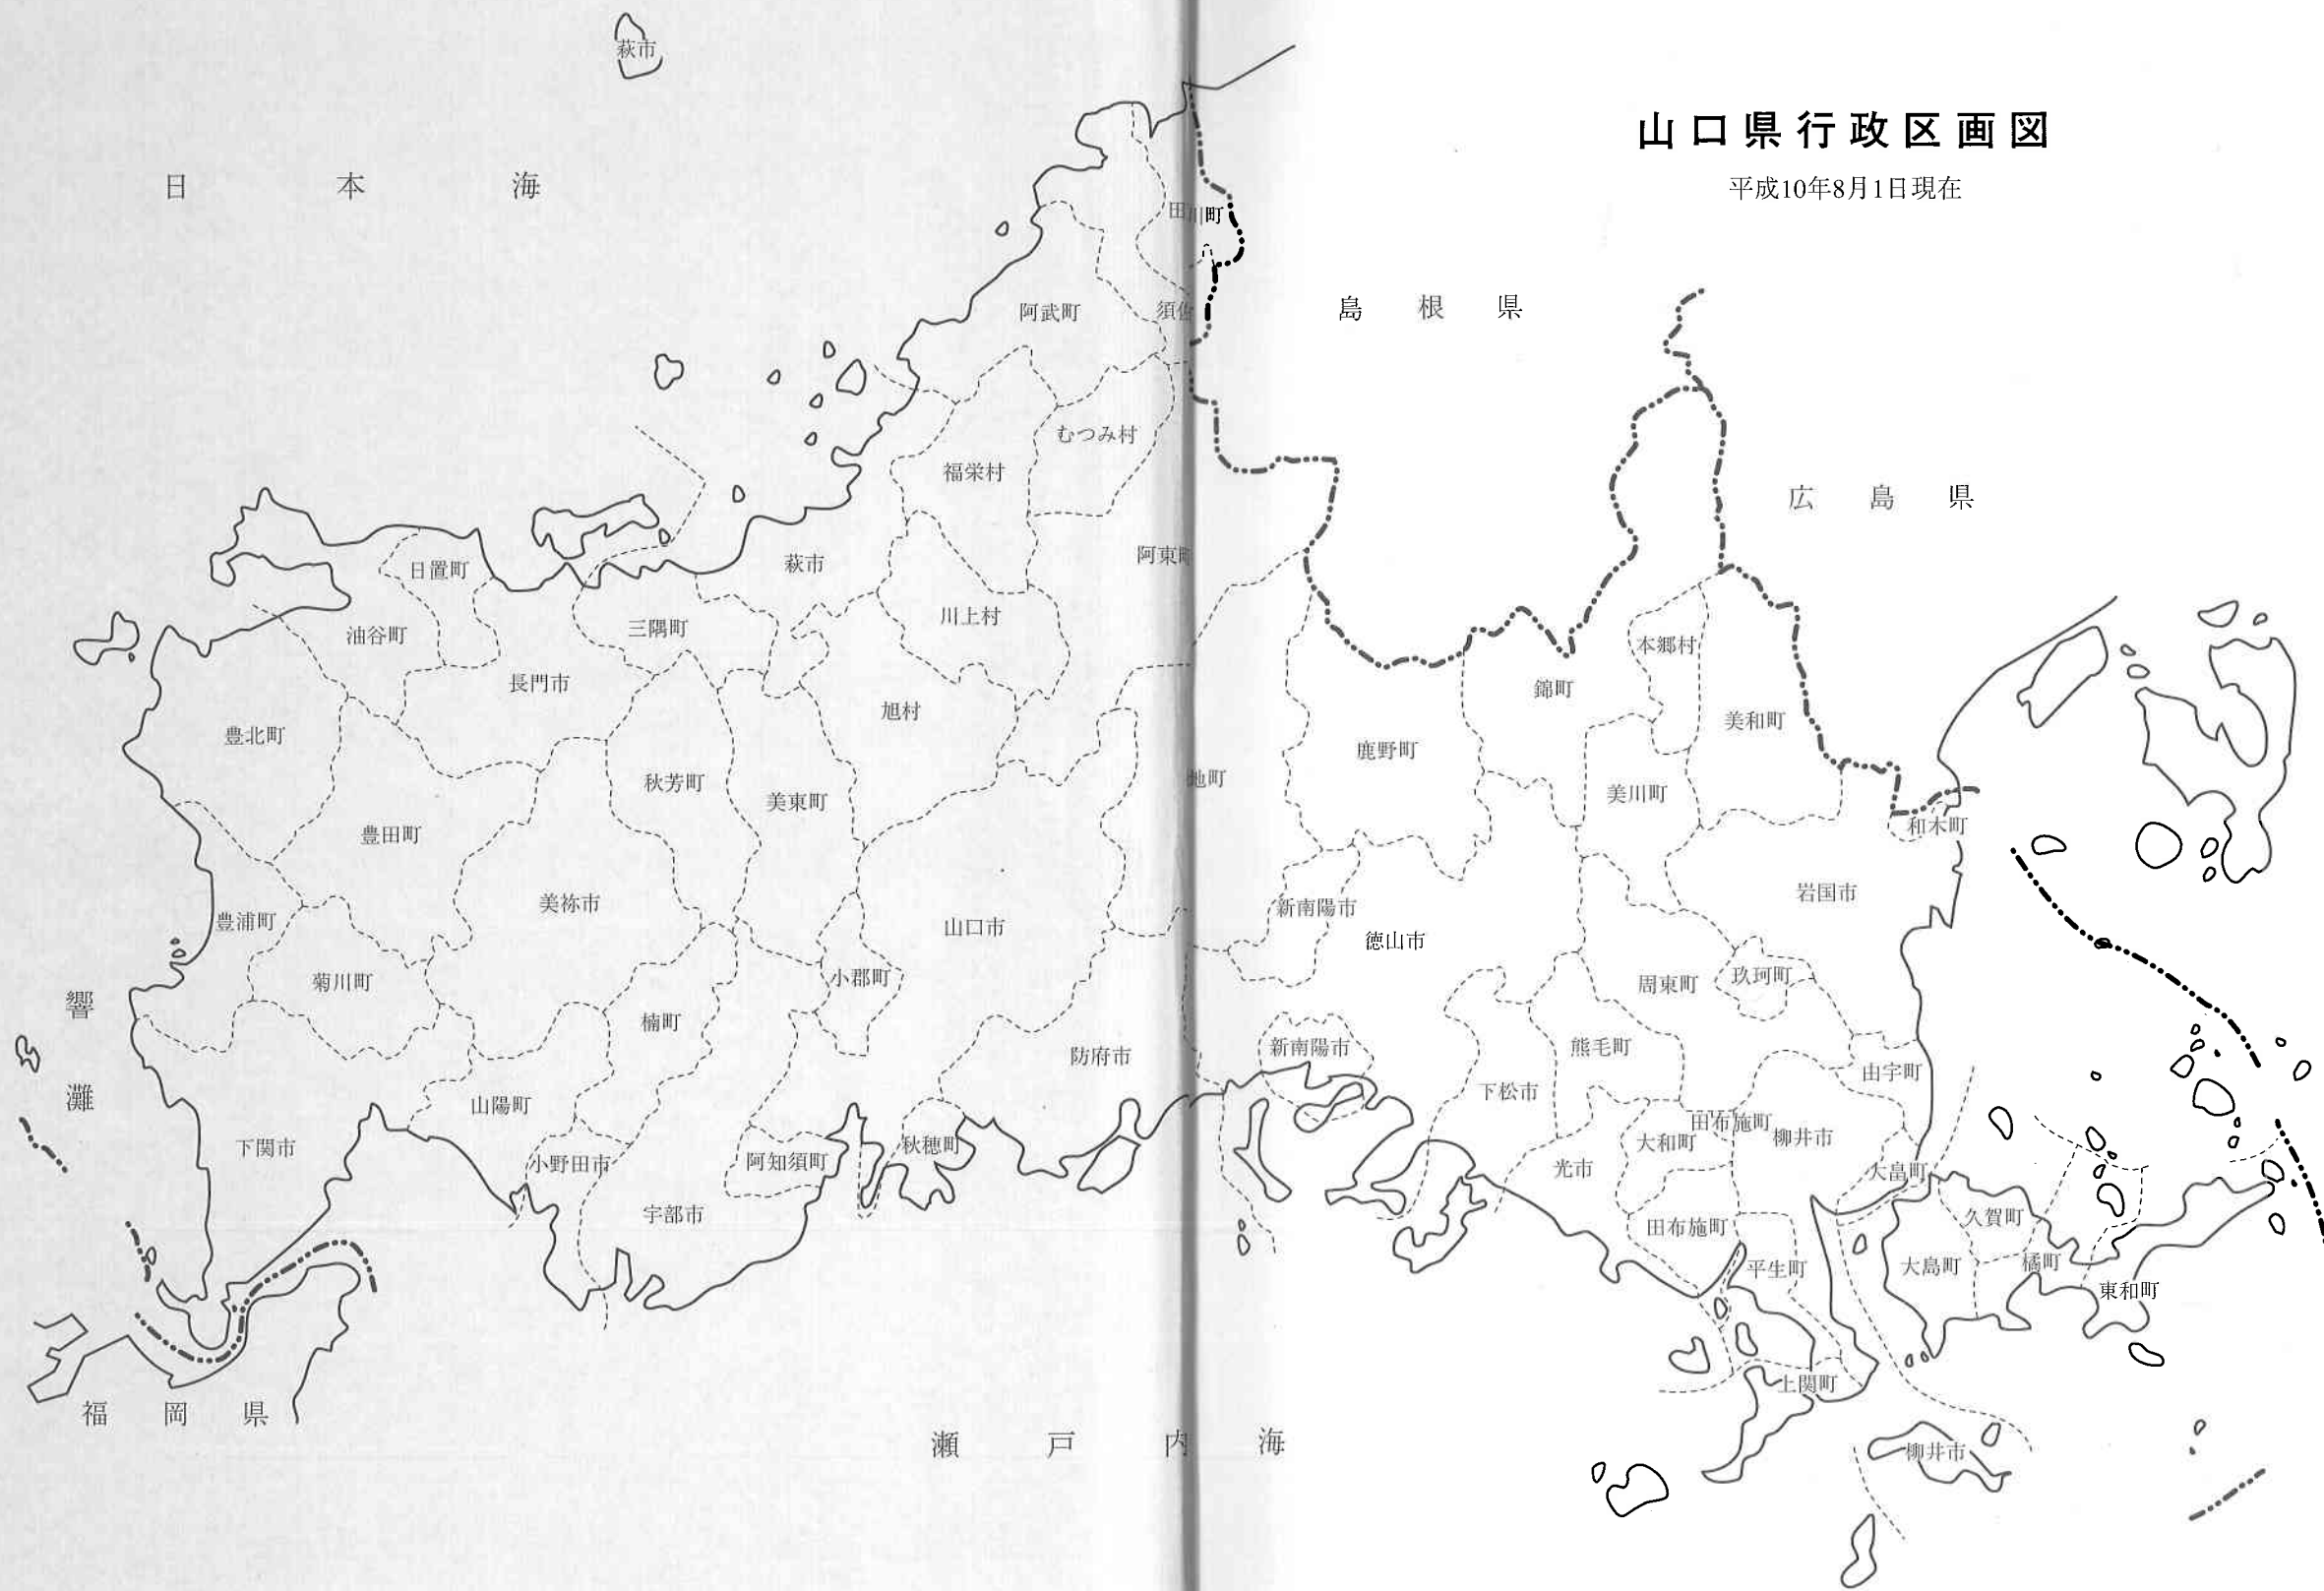 山口県行政区画図
平成10年8月1日現在
萩市
日本海
田川町
島根県
阿武町
須佐
むつみ村
福栄村
広島県
阿東町
萩市
日置町
川上村
三隅町
油谷町
本郷村
長門市
錦町
旭村
美和町
豊北町
鹿野町
秋芳町
地町
美川町
美東町
和木町
豊田町
岩国市
美祢市
新南陽市
豊浦町
山口市
徳山市
玖珂町
小郡町
菊川町
周東町
響灘
楠町
新南陽市
熊毛町
防府市
由宇町
下松市
山陽町
田布施町
柳井市
大和町
秋穂町
下関市
阿知須町
小野田市
光市
大畠町
宇部市
久賀町
田布施町
橘町
大島町
平生町
東和町
上関町
福岡県
瀬戸内海
柳井市